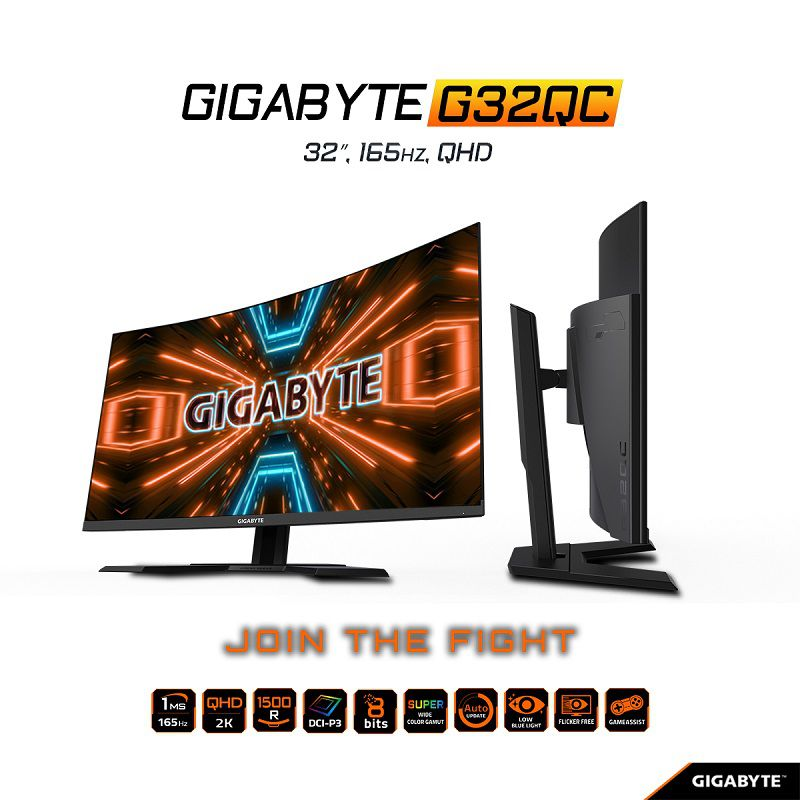 GIGABYTE G32QC
32", 165HZ, QHD
GIGABYTE
GIGABYTE
G32QC
JOIN THE FIGHT
1MS
165Hz
QHD
2K
1500
R
DCI-P3
8
bits
SUPER
WIDE
COLOR GAMUT
Auto
UPDATE
LOW
BLUE LIGHT
FLICKER FREE
GAMEASSIST
GIGABYTE™